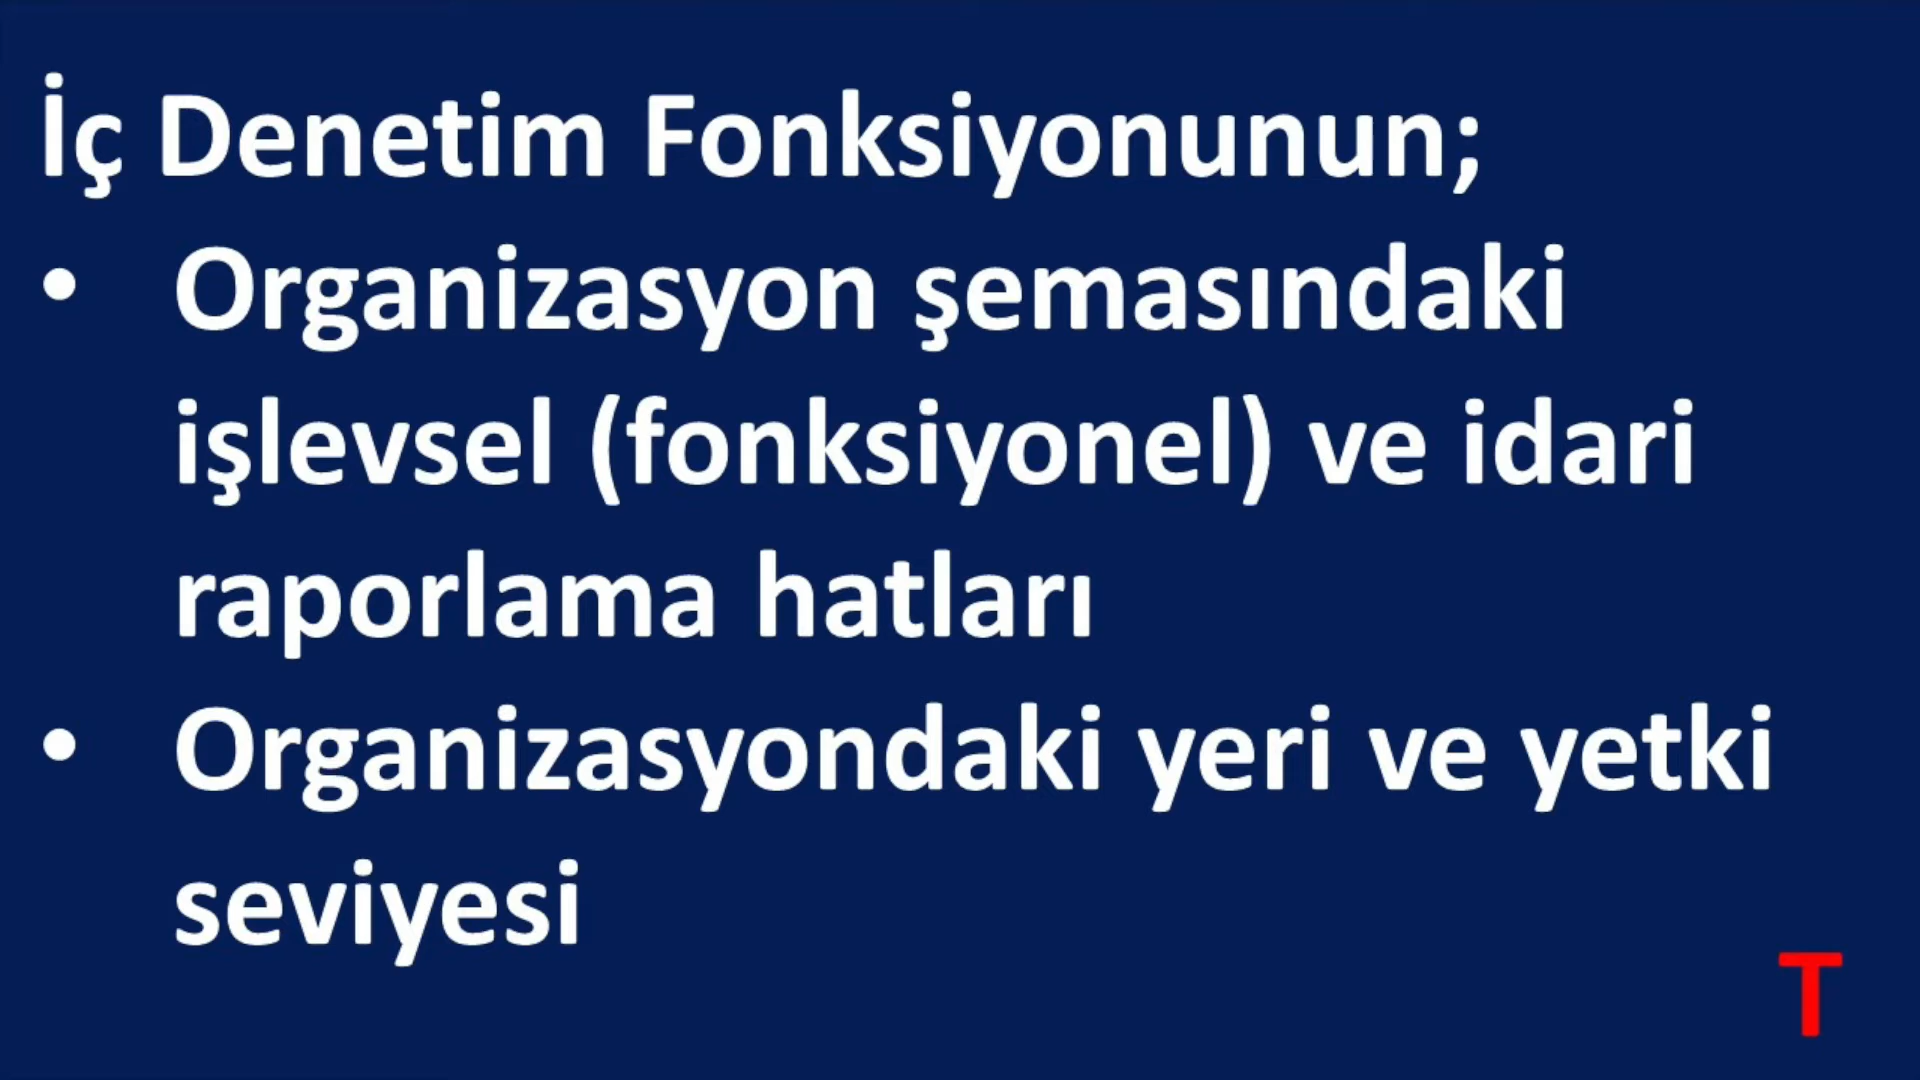 İç Denetim Fonksiyonunun;
• Organizasyon şemasındaki
işlevsel (fonksiyonel) ve idari
raporlama hatları
• Organizasyondaki yeri ve yetki
seviyesi
T